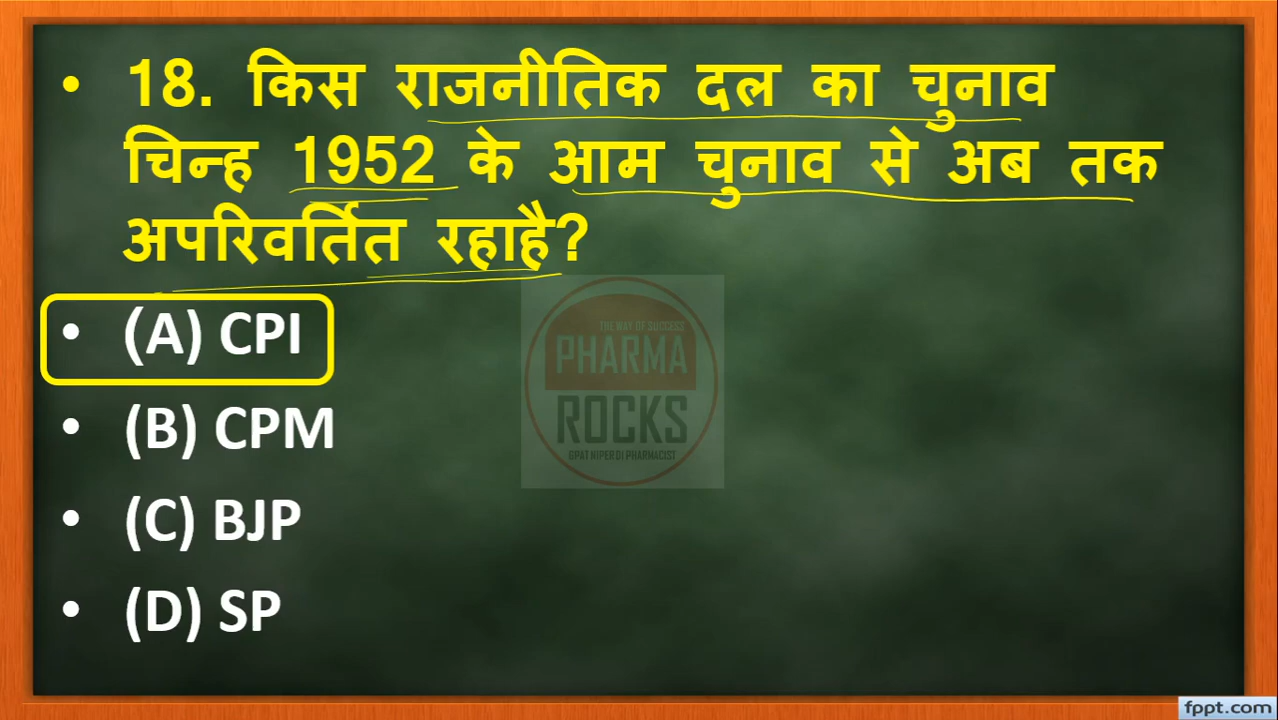 • 18. किस राजनीतिक दल का चुनाव
चिन्ह 1952 के आम चुनाव से अब तक
अपरिवर्तित रहाहै?
• (A) CPI
THE WAY OF SUCCESS
PHARMA
ROCKS
GPAT NIPER DI PHARMACIST
• (B) CPM
• (C) BJP
• (D) SP
fppt.com